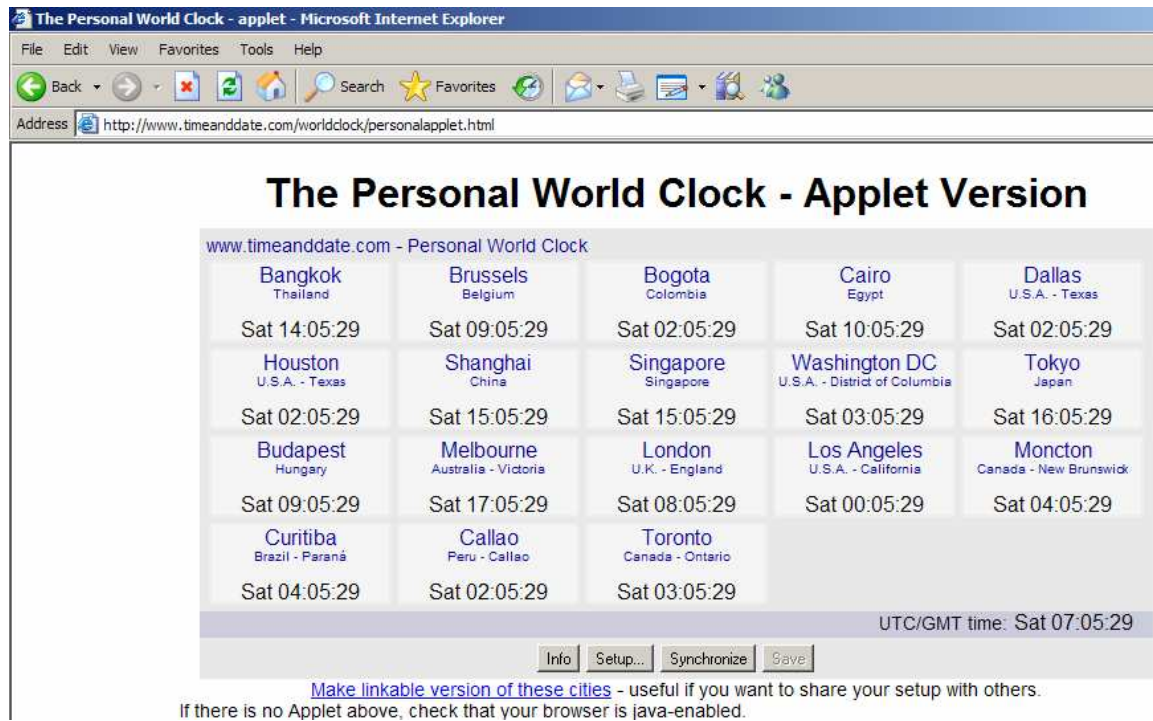 The Personal World Clock - applet - Microsoft Internet Explorer
File Edit View Favorites Tools Help
Back Search Favorites
Address http://www.timeanddate.com/worldclock/personalapplet.html
The Personal World Clock - Applet Version
www.timeanddate.com - Personal World Clock
Bangkok Brussels Bogota Cairo Dallas
Thailand Belgium Colombia Egypt U.S.A. - Texas
Sat 14:05:29 Sat 09:05:29 Sat 02:05:29 Sat 10:05:29 Sat 02:05:29
Houston Shanghai Singapore Washington DC Tokyo
U.S.A. - Texas China Singapore U.S.A. - District of Columbia Japan
Sat 02:05:29 Sat 15:05:29 Sat 15:05:29 Sat 03:05:29 Sat 16:05:29
Budapest Melbourne London Los Angeles Moncton
Hungary Australia - Victoria U.K. - England U.S.A. - California Canada - New Brunswick
Sat 09:05:29 Sat 17:05:29 Sat 08:05:29 Sat 00:05:29 Sat 04:05:29
Curitiba Callao Toronto
Brazil - Paraná Peru - Callao Canada - Ontario
Sat 04:05:29 Sat 02:05:29 Sat 03:05:29
UTC/GMT time: Sat 07:05:29
Info Setup... Synchronize Save
Make linkable version of these cities - useful if you want to share your setup with others.
If there is no Applet above, check that your browser is java-enabled.